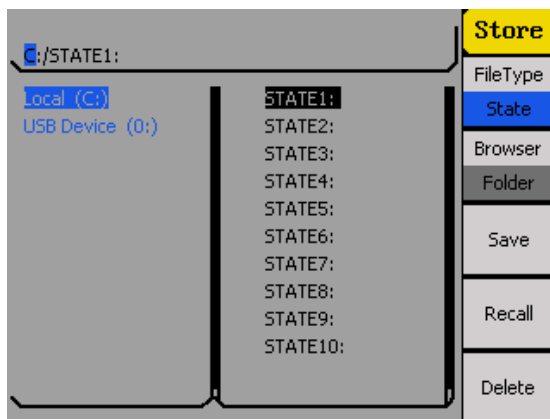 C:/STATE1:
Local (C:)
USB Device (0:)
STATE1:
STATE2:
STATE3:
STATE4:
STATE5:
STATE6:
STATE7:
STATE8:
STATE9:
STATE10:
Store
FileType
State
Browser
Folder
Save
Recall
Delete